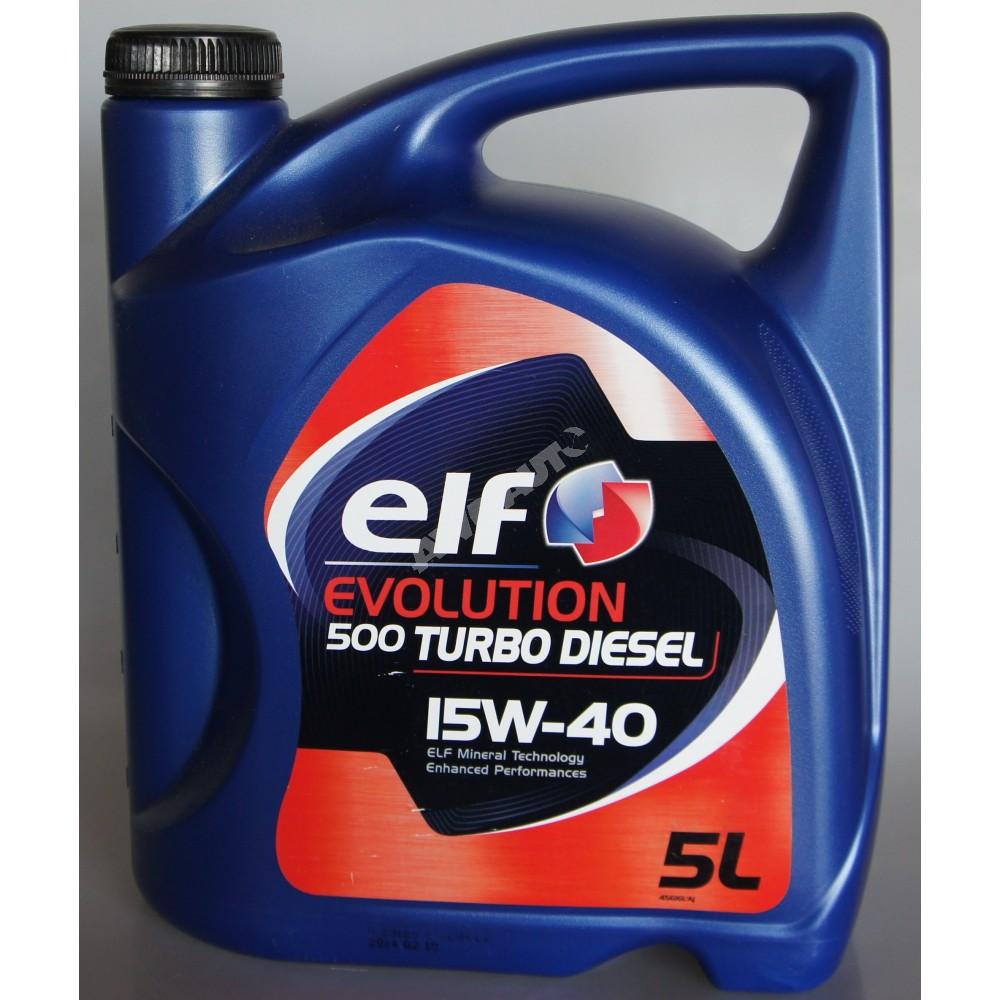 elf
EVOLUTION
500 TURBO DIESEL
15W-40
ELF Mineral Technology
Enhanced Performances
5L